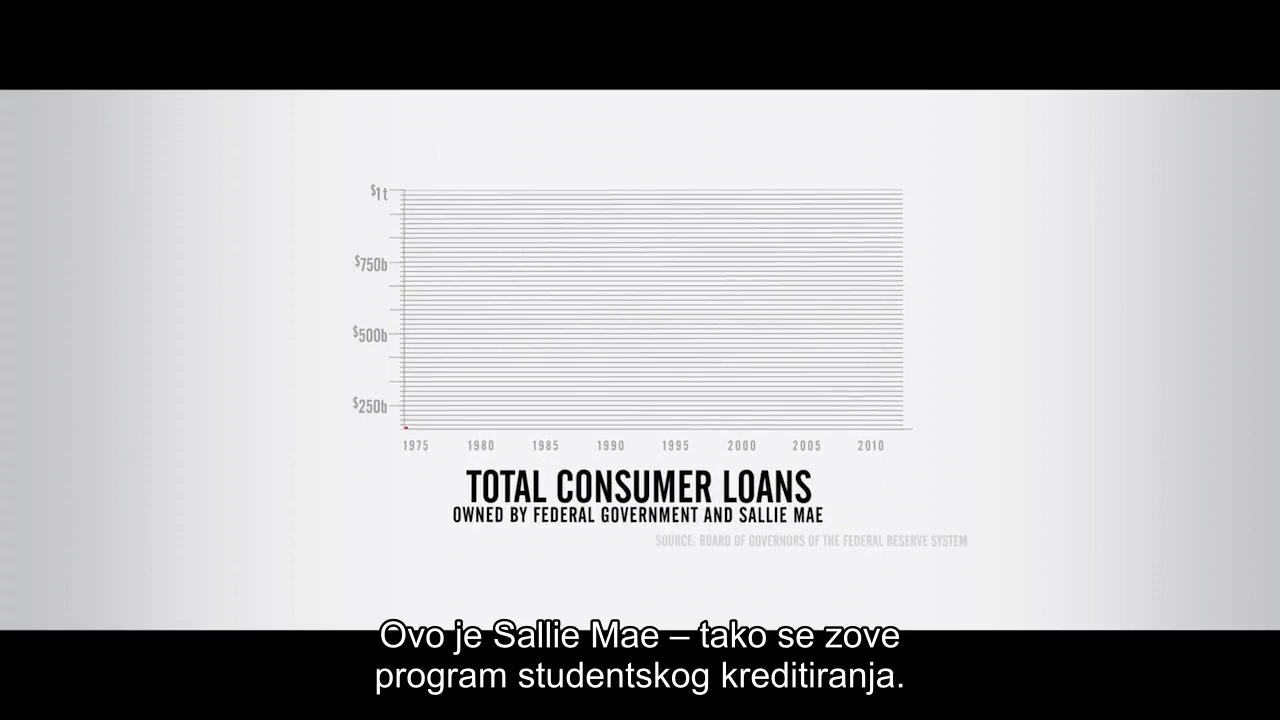 $1t
$750b
$500b
$250b
1975 1980 1985 1990 1995 2000 2005 2010
TOTAL CONSUMER LOANS
OWNED BY FEDERAL GOVERNMENT AND SALLIE MAE
SOURCE: BOARD OF GOVERNORS OF THE FEDERAL RESERVE SYSTEM
Ovo je Sallie Mae – tako se zove
program studentskog kreditiranja.